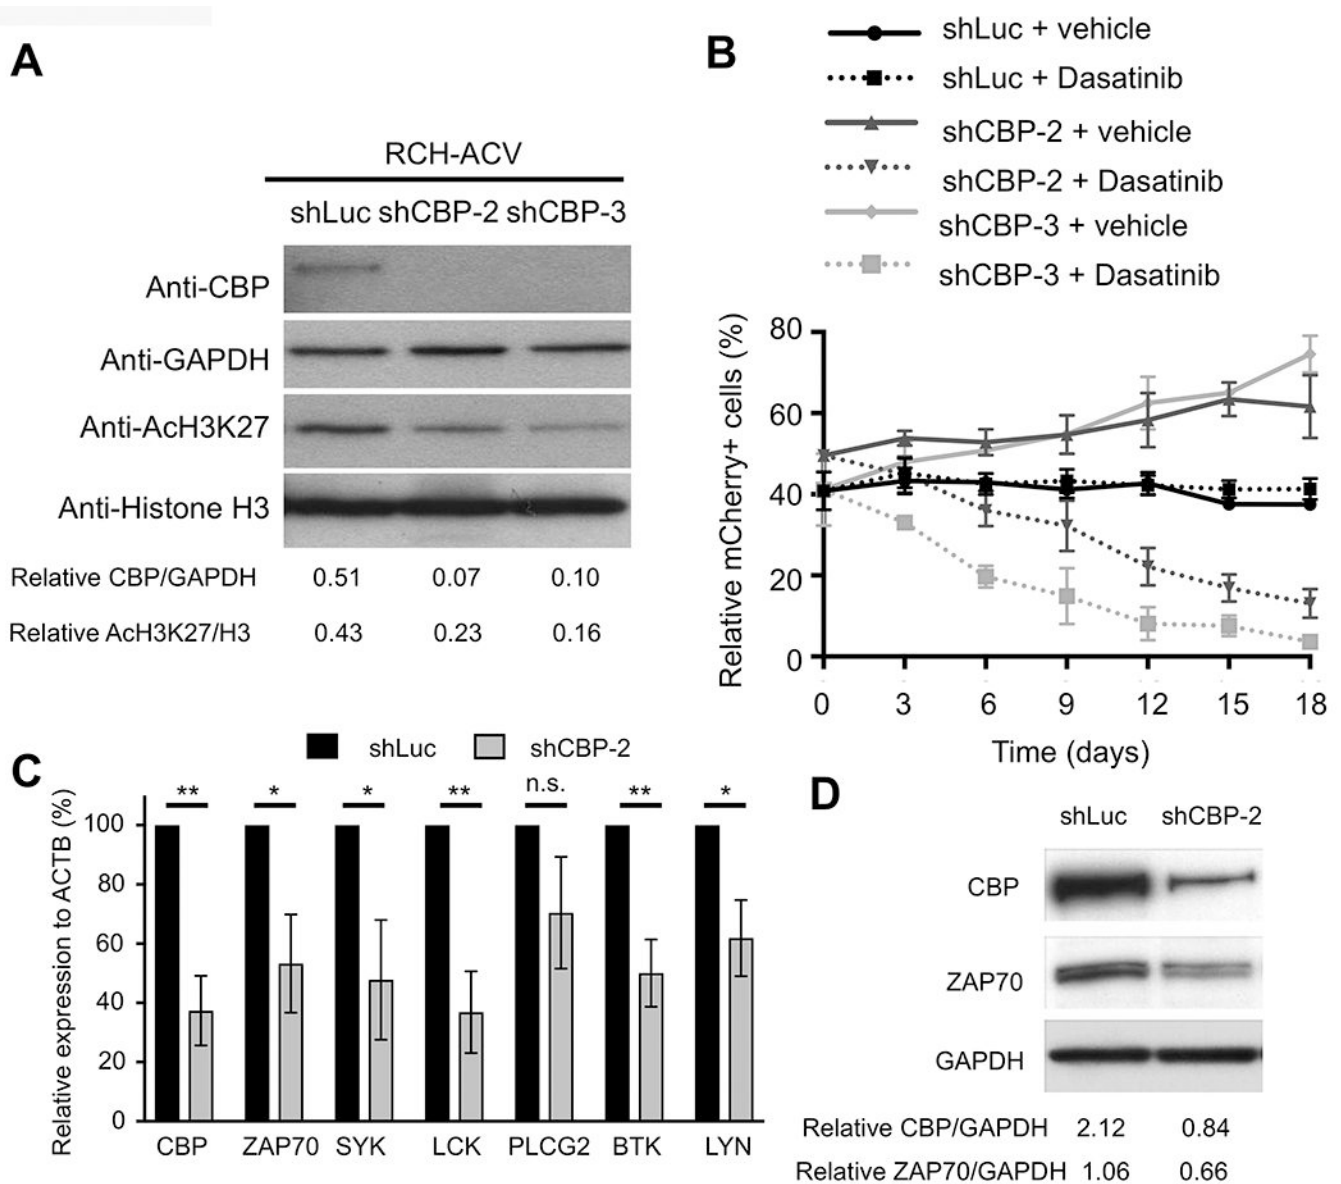 A
RCH-ACV
shLuc shCBP-2 shCBP-3
Anti-CBP
Anti-GAPDH
Anti-AcH3K27
Anti-Histone H3
Relative CBP/GAPDH 0.51 0.07 0.10
Relative AcH3K27/H3 0.43 0.23 0.16
B
shLuc + vehicle
shLuc + Dasatinib
shCBP-2 + vehicle
shCBP-2 + Dasatinib
shCBP-3 + vehicle
shCBP-3 + Dasatinib
Relative mCherry+ cells (%)
80
60
40
20
0
0 3 6 9 12 15 18
Time (days)
C
shLuc shCBP-2
** * * ** n.s. ** *
Relative expression to ACTB (%)
100
80
60
40
20
0
CBP ZAP70 SYK LCK PLCG2 BTK LYN
D
shLuc shCBP-2
CBP
ZAP70
GAPDH
Relative CBP/GAPDH 2.12 0.84
Relative ZAP70/GAPDH 1.06 0.66